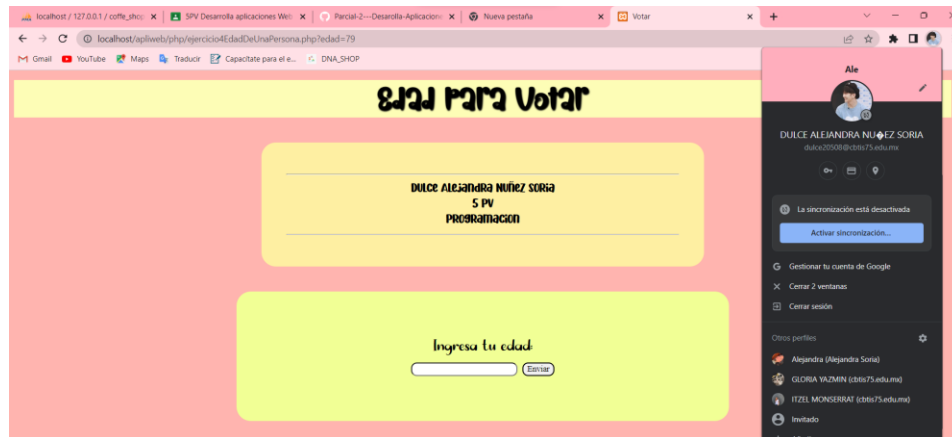 localhost / 127.0.0.1 / coffe_shop
5PV Desarrolla aplicaciones Web
Parcial-2---Desarolla-Aplicacione
Nueva pestaña
Votar
localhost/apliweb/php/ejercicio4EdadDeUnaPersona.php?edad=79
Gmail
YouTube
Maps
Traducir
Capacítate para el e...
DNA_SHOP
Edad Para Votar
Dulce Alejandra Nuñez Soria
5 PV
Programacion
Ingresa tu edad:
Enviar
Ale
DULCE ALEJANDRA NU�EZ SORIA
dulce20508@cbtis75.edu.mx
La sincronización está desactivada
Activar sincronización...
Gestionar tu cuenta de Google
Cerrar 2 ventanas
Cerrar sesión
Otros perfiles
Alejandra (Alejandra Soria)
GLORIA YAZMIN (cbtis75.edu.mx)
ITZEL MONSERRAT (cbtis75.edu.mx)
Invitado